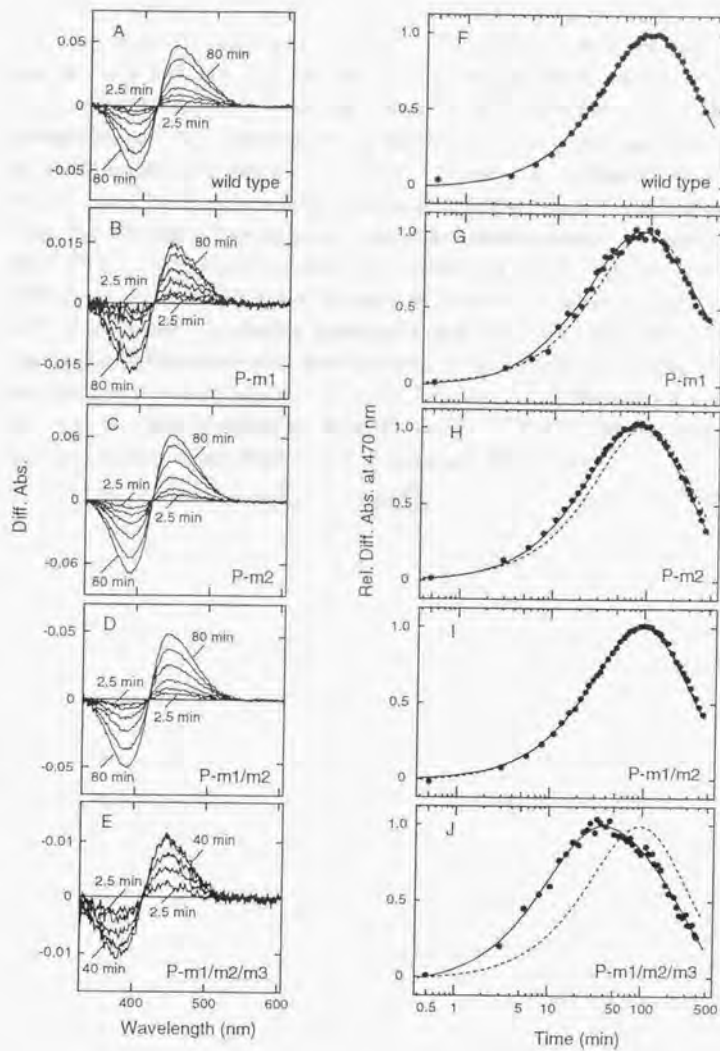 A
0.05
0
-0.05
80 min
2.5 min
2.5 min
80 min
wild type
B
0.015
0
-0.015
80 min
2.5 min
2.5 min
80 min
P-m1
C
0.06
0
-0.06
80 min
2.5 min
2.5 min
80 min
P-m2
D
-0.05
0
-0.05
80 min
2.5 min
2.5 min
80 min
P-m1/m2
E
-0.01
0
-0.01
40 min
2.5 min
2.5 min
40 min
P-m1/m2/m3
400
500
600
Wavelength (nm)
Diff. Abs.
F
1.0
0.5
0
wild type
G
1.0
0.5
0
P-m1
H
1.0
0.5
0
P-m2
I
1.0
0.5
0
P-m1/m2
J
1.0
0.5
0
P-m1/m2/m3
0.5
1
5
10
50
100
500
Time (min)
Rel. Diff. Abs. at 470 nm